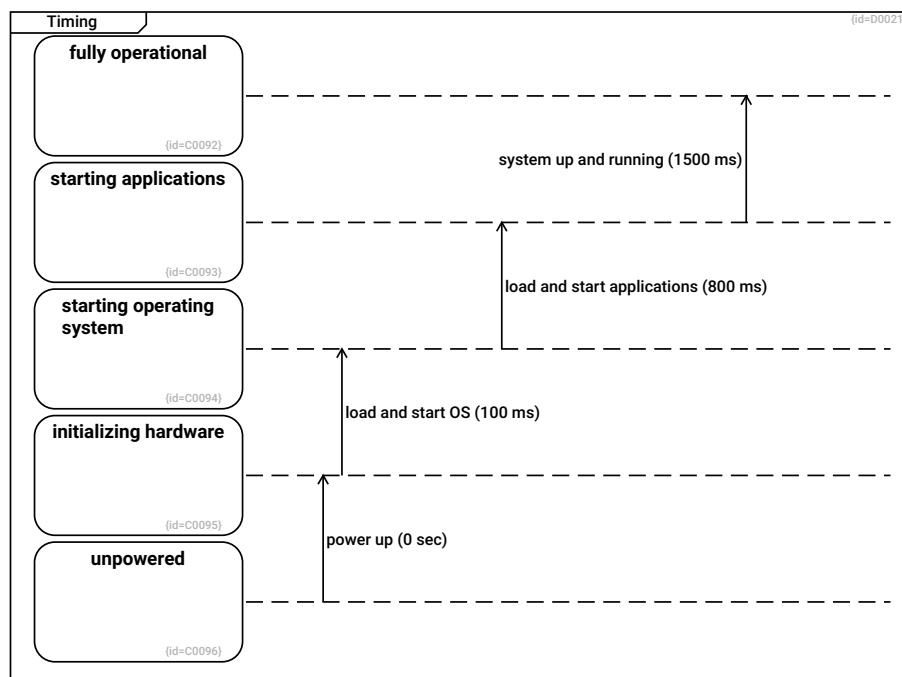 Timing
{id=D0021
fully operational
{id=C0092}
system up and running (1500 ms)
starting applications
{id=C0093}
load and start applications (800 ms)
starting operating
system
{id=C0094}
load and start OS (100 ms)
initializing hardware
{id=C0095}
power up (0 sec)
unpowered
{id=C0096}